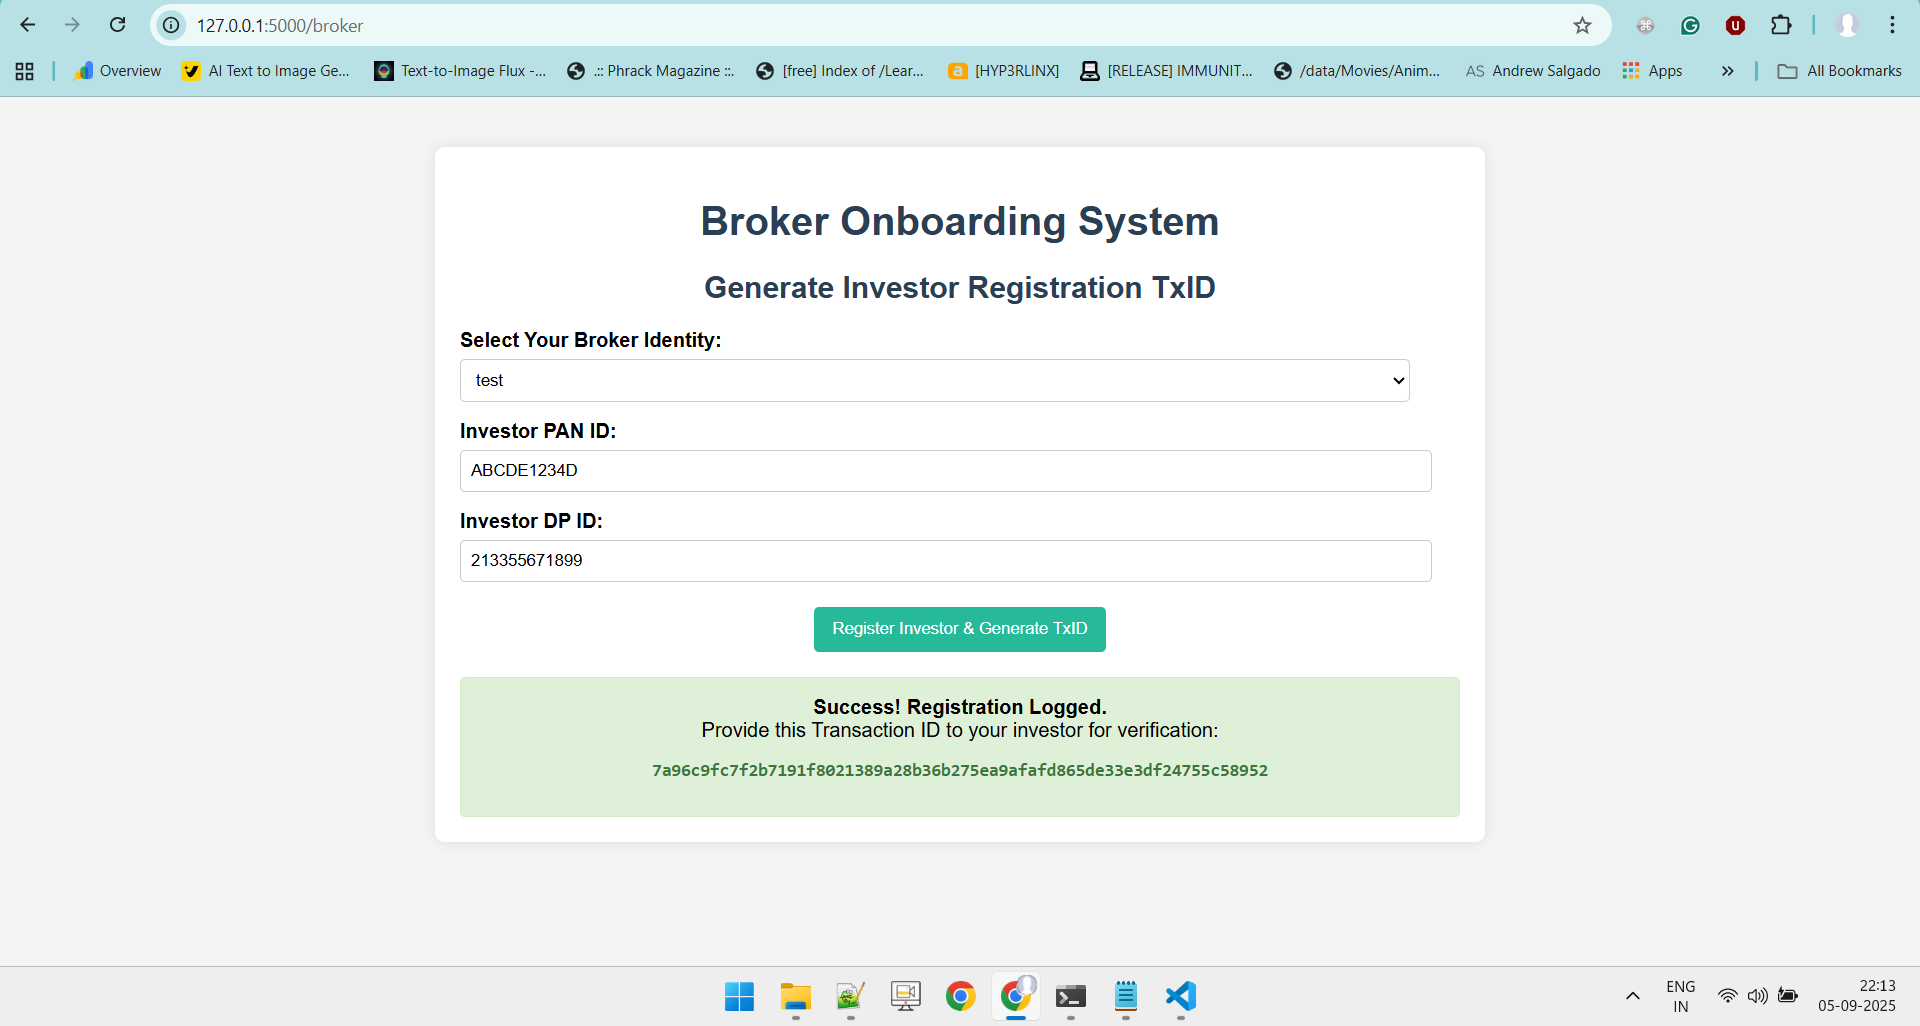 127.0.0.1:5000/broker
Overview
AI Text to Image Ge...
Text-to-Image Flux -...
.:: Phrack Magazine ::.
[free] Index of /Lear...
a [HYP3RLINX]
[RELEASE] IMMUNIT...
/data/Movies/Anim...
AS Andrew Salgado
Apps
All Bookmarks
Broker Onboarding System
Generate Investor Registration TxID
Select Your Broker Identity:
test
Investor PAN ID:
ABCDE1234D
Investor DP ID:
213355671899
Register Investor & Generate TxID
Success! Registration Logged.
Provide this Transaction ID to your investor for verification:
7a96c9fc7f2b7191f8021389a28b36b275ea9afafd865de33e3df24755c58952
ENG
IN
22:13
05-09-2025